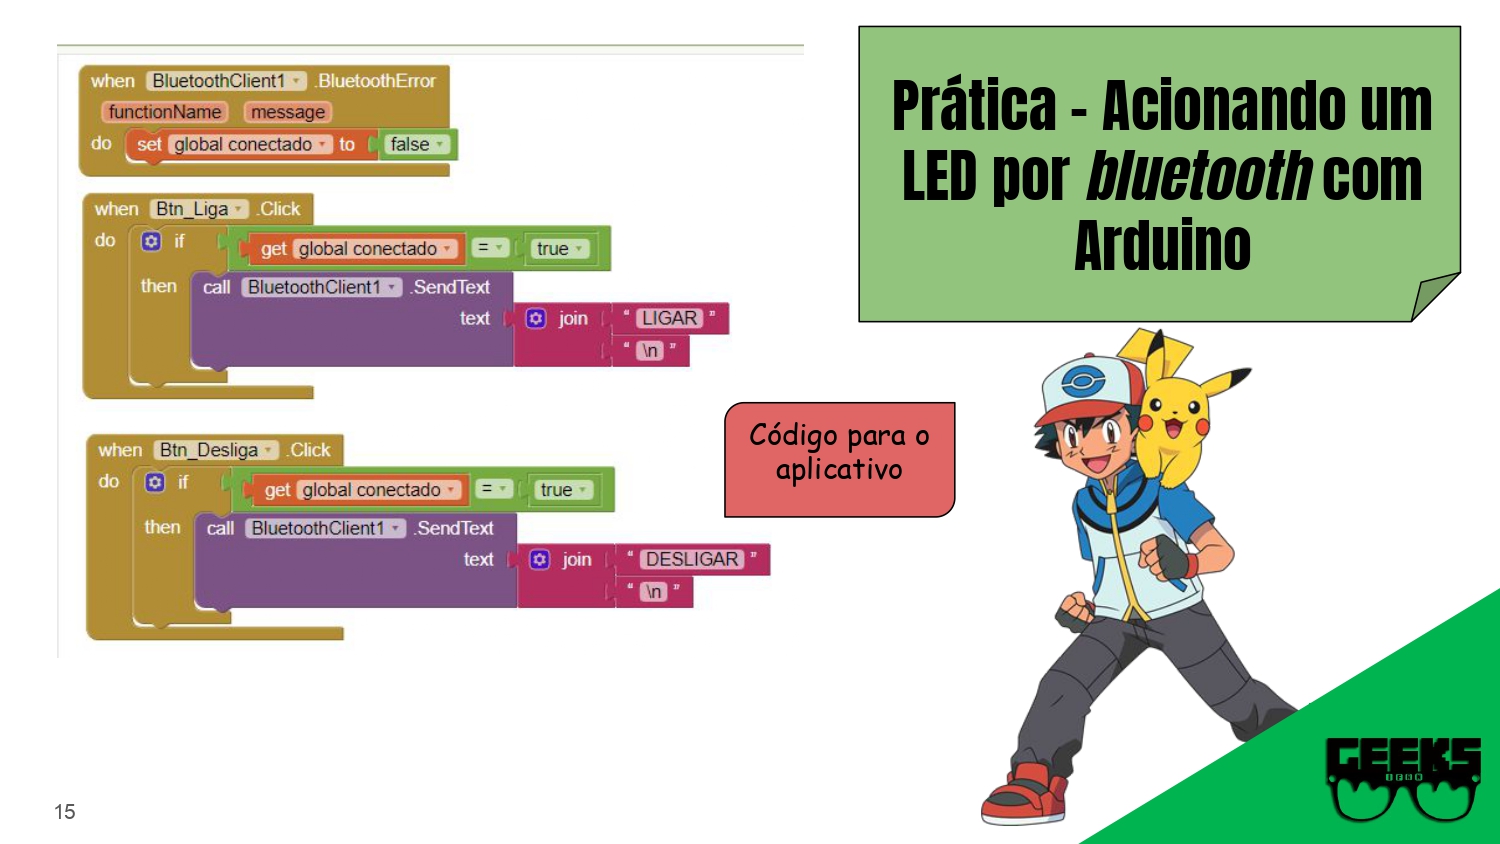 when BluetoothClient1 .BluetoothError
functionName message
do set global conectado to false
when Btn_Liga .Click
do if get global conectado = true
then call BluetoothClient1 .SendText
text join " LIGAR "
" \n "
when Btn_Desliga .Click
do if get global conectado = true
then call BluetoothClient1 .SendText
text join " DESLIGAR "
" \n "
Prática - Acionando um
LED por bluetooth com
Arduino
Código para o
aplicativo
GEEKS
IFRN
15